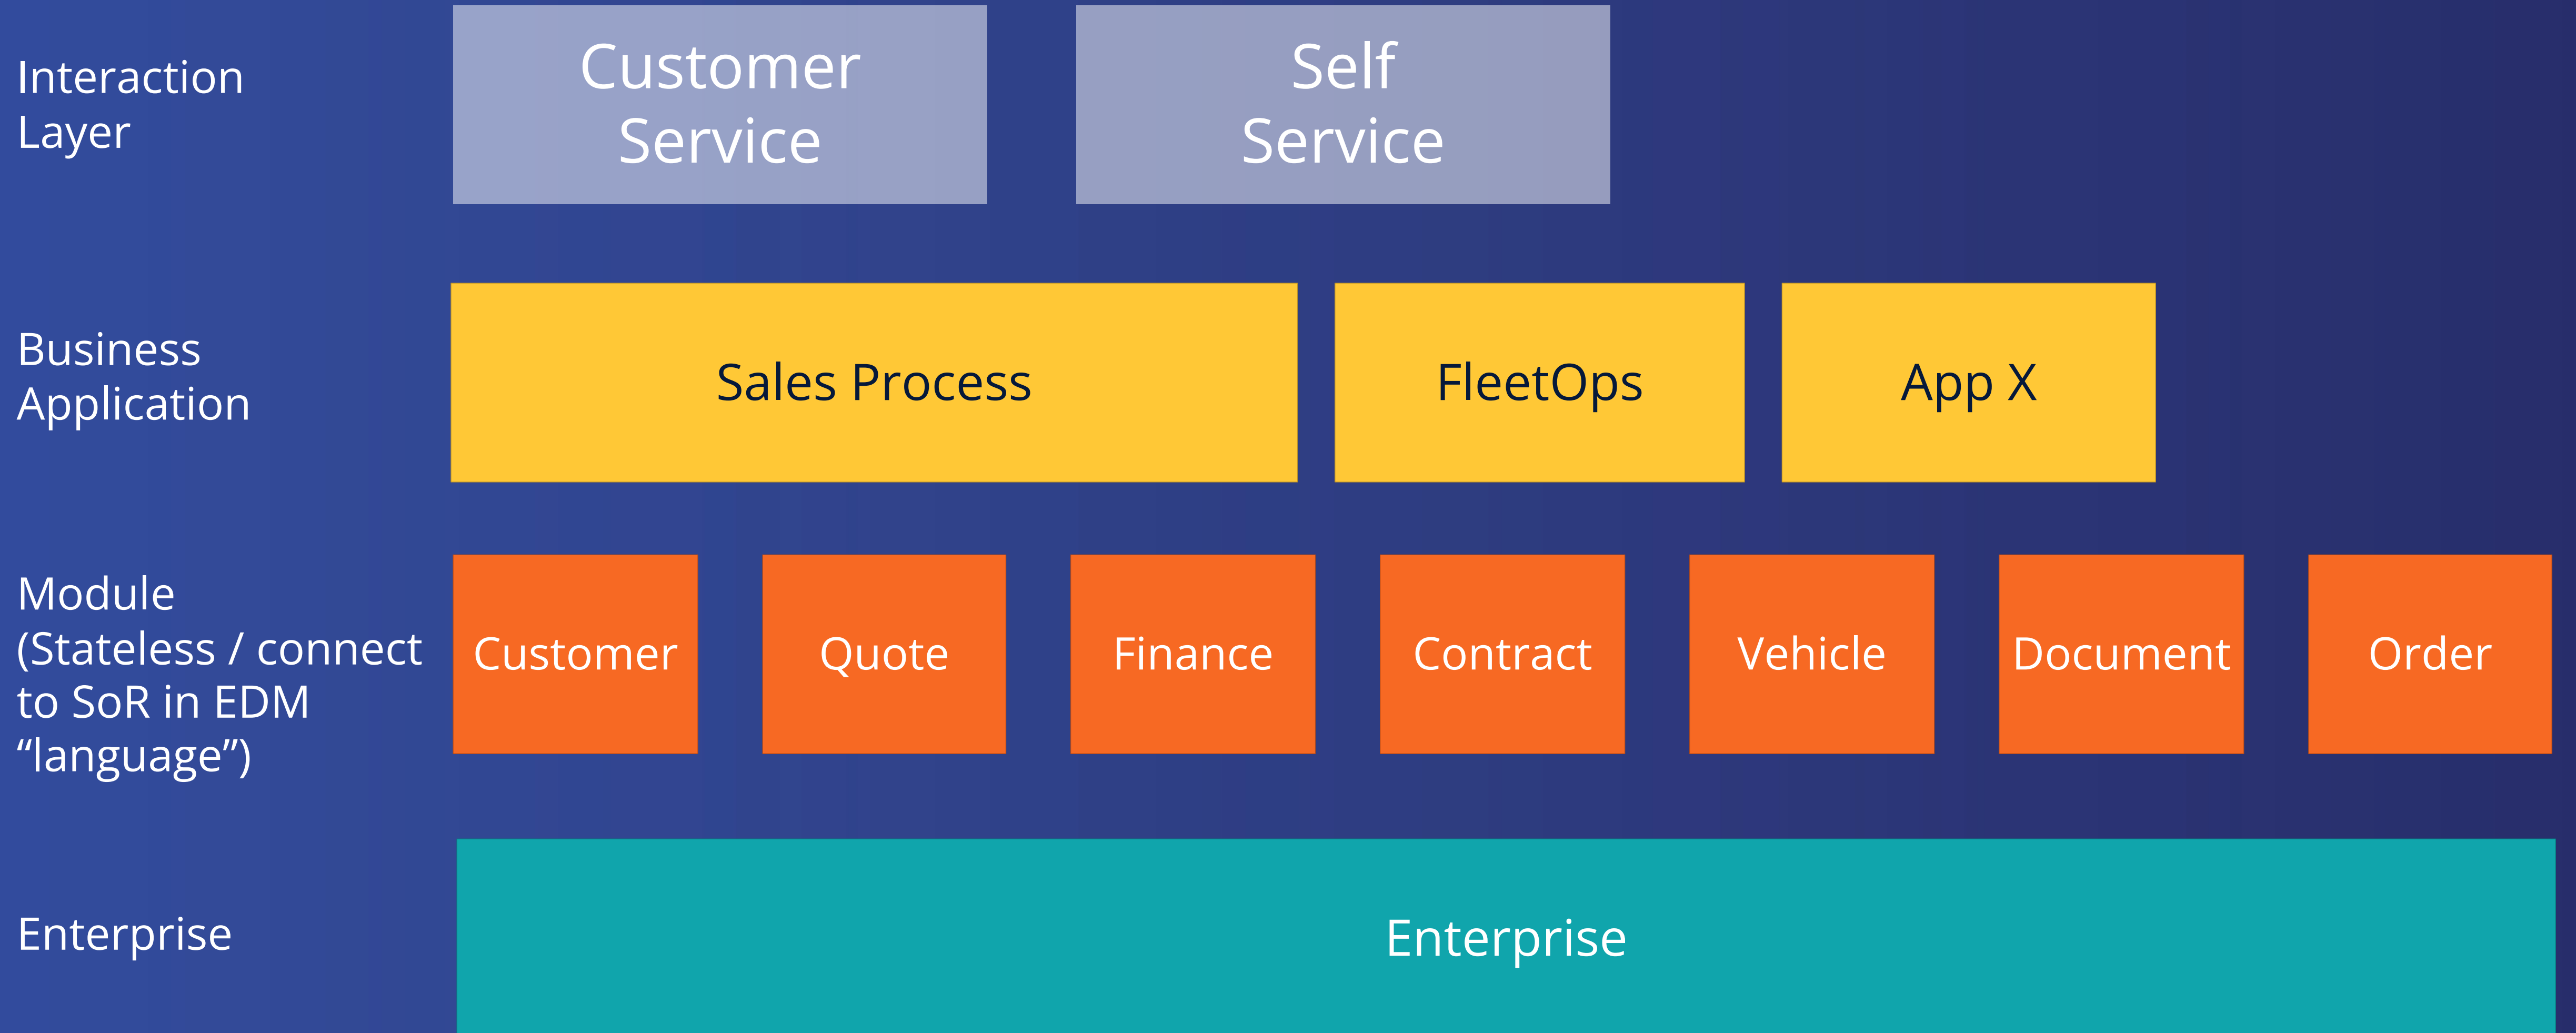 Interaction
Layer
Customer
Service
Self
Service
Business
Application
Sales Process
FleetOps
App X
Module
(Stateless / connect
to SoR in EDM
“language”)
Customer
Quote
Finance
Contract
Vehicle
Document
Order
Enterprise
Enterprise